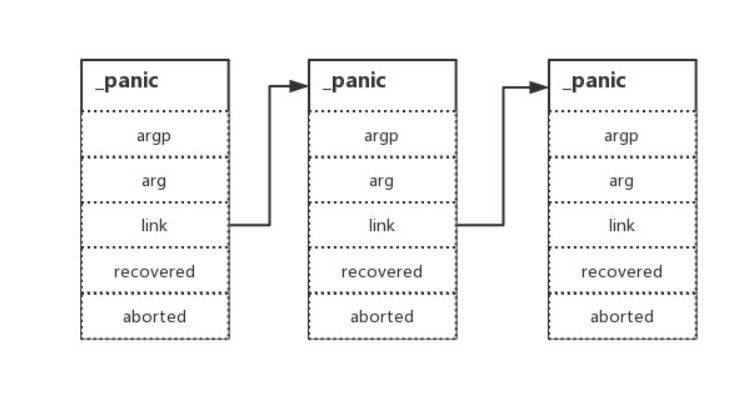 _panic
argp
arg
link
recovered
aborted
_panic
argp
arg
link
recovered
aborted
_panic
argp
arg
link
recovered
aborted